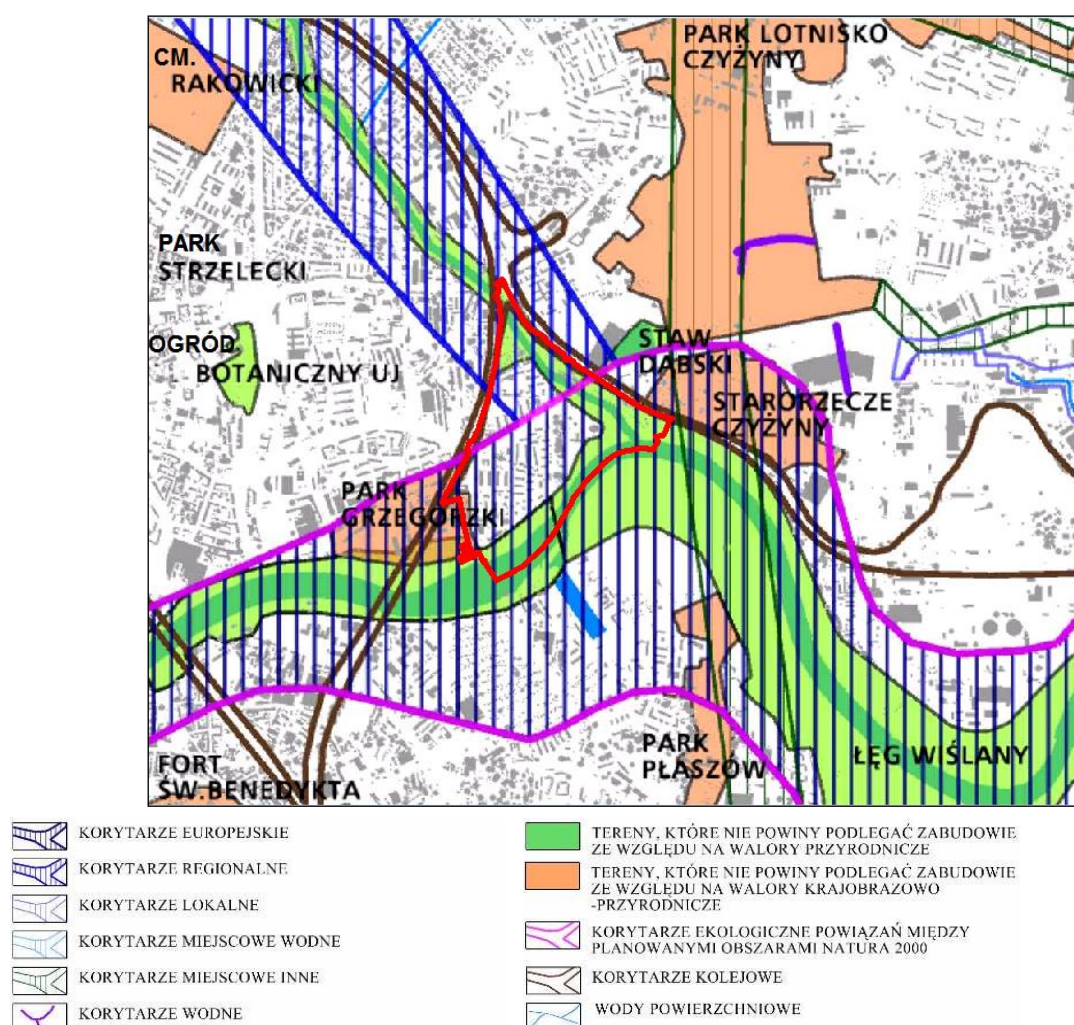 CM.
RAKOWICKI
PARK LOTNISKO
CZYŻYNY
PARK
STRZELECKI
OGRÓD
BOTANICZNY UJ
STAW
DĄBSKI
STARORZECZE
CZYŻYNY
PARK
GRZEGÓRZKI
PARK
PŁASZÓW
ŁĘG WIŚLANY
FORT
ŚW.BENEDYKTA
KORYTARZE EUROPEJSKIE
KORYTARZE REGIONALNE
KORYTARZE LOKALNE
KORYTARZE MIEJSCOWE WODNE
KORYTARZE MIEJSCOWE INNE
KORYTARZE WODNE
TERENY, KTÓRE NIE POWINY PODLEGAĆ ZABUDOWIE
ZE WZGLĘDU NA WALORY PRZYRODNICZE
TERENY, KTÓRE NIE POWINY PODLEGAĆ ZABUDOWIE
ZE WZGLĘDU NA WALORY KRAJOBRAZOWO
-PRZYRODNICZE
KORYTARZE EKOLOGICZNE POWIĄZAŃ MIĘDZY
PLANOWANYMI OBSZARAMI NATURA 2000
KORYTARZE KOLEJOWE
WODY POWIERZCHNIOWE